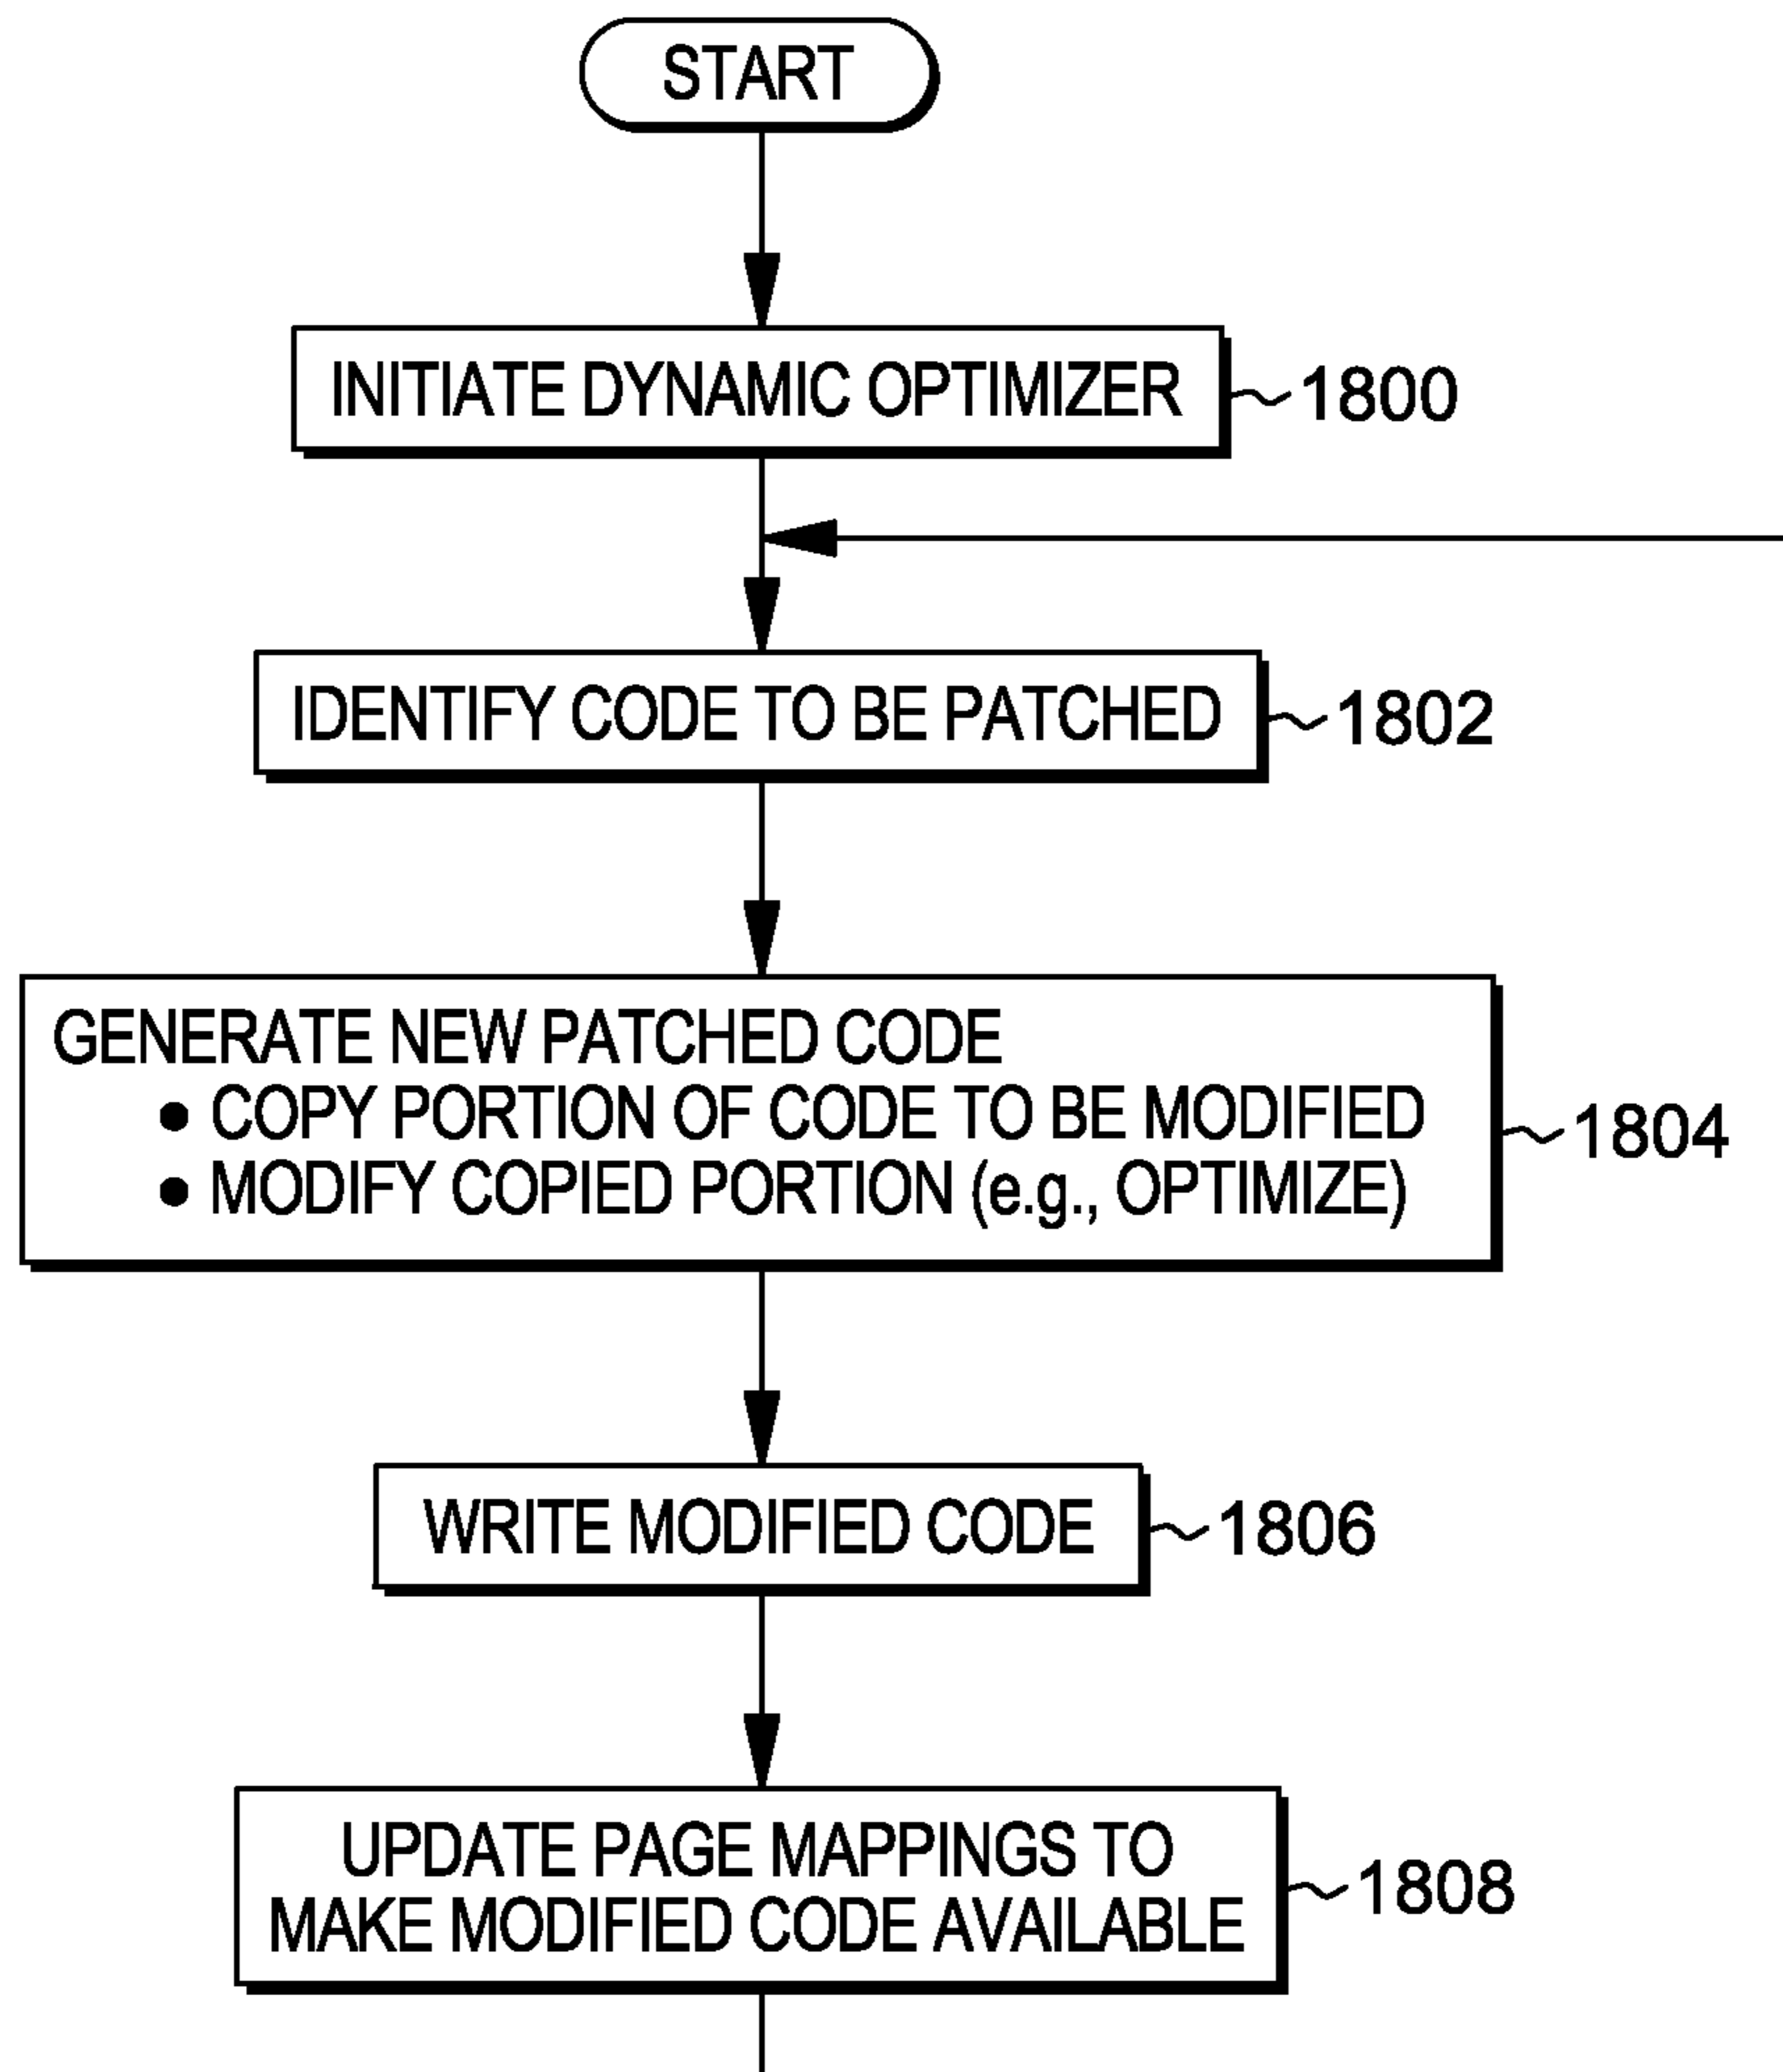 START
INITIATE DYNAMIC OPTIMIZER
1800
IDENTIFY CODE TO BE PATCHED
1802
GENERATE NEW PATCHED CODE
● COPY PORTION OF CODE TO BE MODIFIED
● MODIFY COPIED PORTION (e.g., OPTIMIZE)
1804
WRITE MODIFIED CODE
1806
UPDATE PAGE MAPPINGS TO
MAKE MODIFIED CODE AVAILABLE
1808